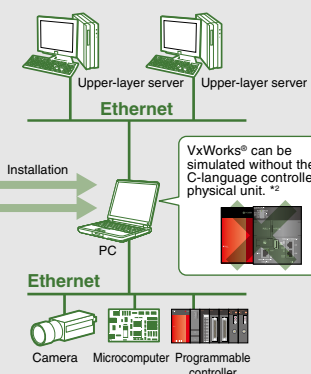 Upper-layer server Upper-layer server
Ethernet
VxWorks® can be
simulated without the
C-language controller
physical unit. *2
Installation
PC
Ethernet
Camera Microcomputer Programmable
controller